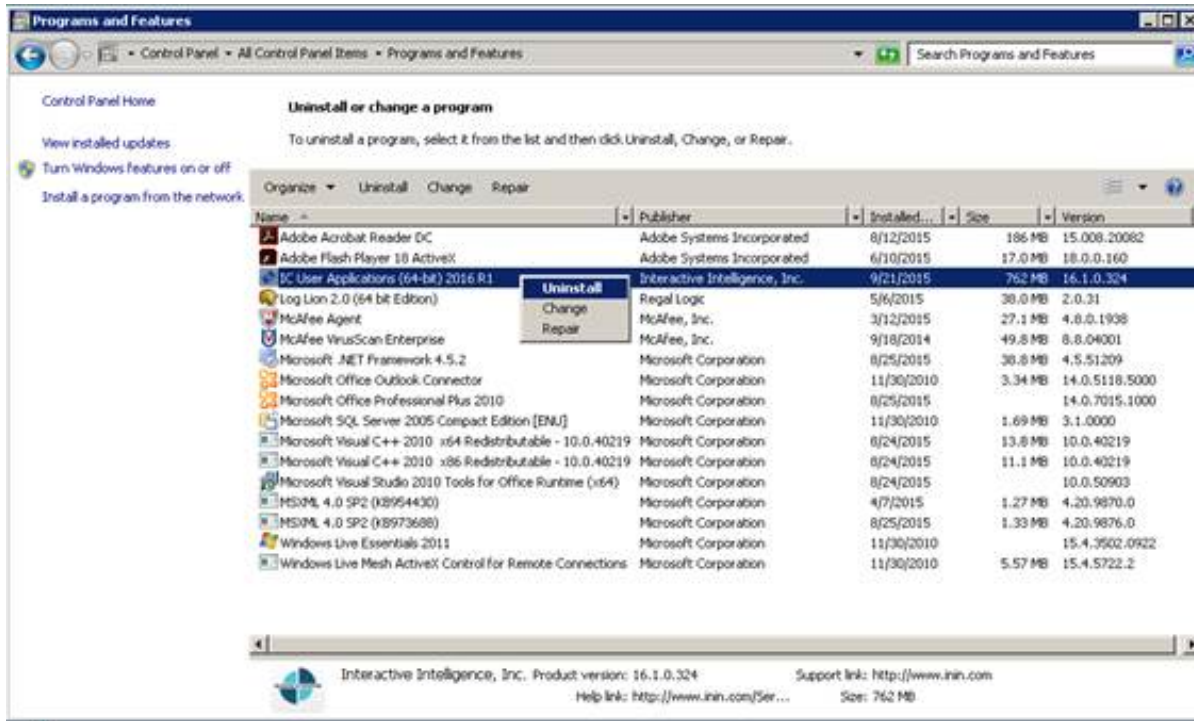 Programs and Features
Control Panel All Control Panel Items Programs and Features Search Programs and Features
Control Panel Home
Uninstall or change a program
View installed updates
To uninstall a program, select it from the list and then click Uninstall, Change, or Repair.
Turn Windows features on or off
Install a program from the network
Organize Uninstall Change Repair
Name Publisher Installed... Size Version
Adobe Acrobat Reader DC Adobe Systems Incorporated 8/12/2015 186 MB 15.008.20082
Adobe Flash Player 18 ActiveX Adobe Systems Incorporated 6/10/2015 17.0 MB 18.0.0.160
IC User Applications (64-bit) 2016 R1 Interactive Intelligence, Inc. 9/21/2015 762 MB 16.1.0.324
Uninstall
Change
Repair
Log Lion 2.0 (64 bit Edition) Regal Logic 5/6/2015 38.0 MB 2.0.31
McAfee Agent McAfee, Inc. 3/12/2015 27.1 MB 4.8.0.1938
McAfee VirusScan Enterprise McAfee, Inc. 9/18/2014 49.8 MB 8.8.04001
Microsoft .NET Framework 4.5.2 Microsoft Corporation 8/25/2015 38.8 MB 4.5.51209
Microsoft Office Outlook Connector Microsoft Corporation 11/30/2010 3.34 MB 14.0.5118.5000
Microsoft Office Professional Plus 2010 Microsoft Corporation 8/25/2015 14.0.7015.1000
Microsoft SQL Server 2005 Compact Edition [ENU] Microsoft Corporation 11/30/2010 1.69 MB 3.1.0000
Microsoft Visual C++ 2010 x64 Redistributable - 10.0.40219 Microsoft Corporation 8/24/2015 13.8 MB 10.0.40219
Microsoft Visual C++ 2010 x86 Redistributable - 10.0.40219 Microsoft Corporation 8/24/2015 11.1 MB 10.0.40219
Microsoft Visual Studio 2010 Tools for Office Runtime (x64) Microsoft Corporation 8/24/2015 10.0.50903
MSXML 4.0 SP2 (KB954430) Microsoft Corporation 4/7/2015 1.27 MB 4.20.9870.0
MSXML 4.0 SP2 (KB973688) Microsoft Corporation 8/25/2015 1.33 MB 4.20.9876.0
Windows Live Essentials 2011 Microsoft Corporation 11/30/2010 15.4.3502.0922
Windows Live Mesh ActiveX Control for Remote Connections Microsoft Corporation 11/30/2010 5.57 MB 15.4.5722.2
Interactive Intelligence, Inc. Product version: 16.1.0.324 Support link: http://www.inin.com
Help link: http://www.inin.com/Ser... Size: 762 MB